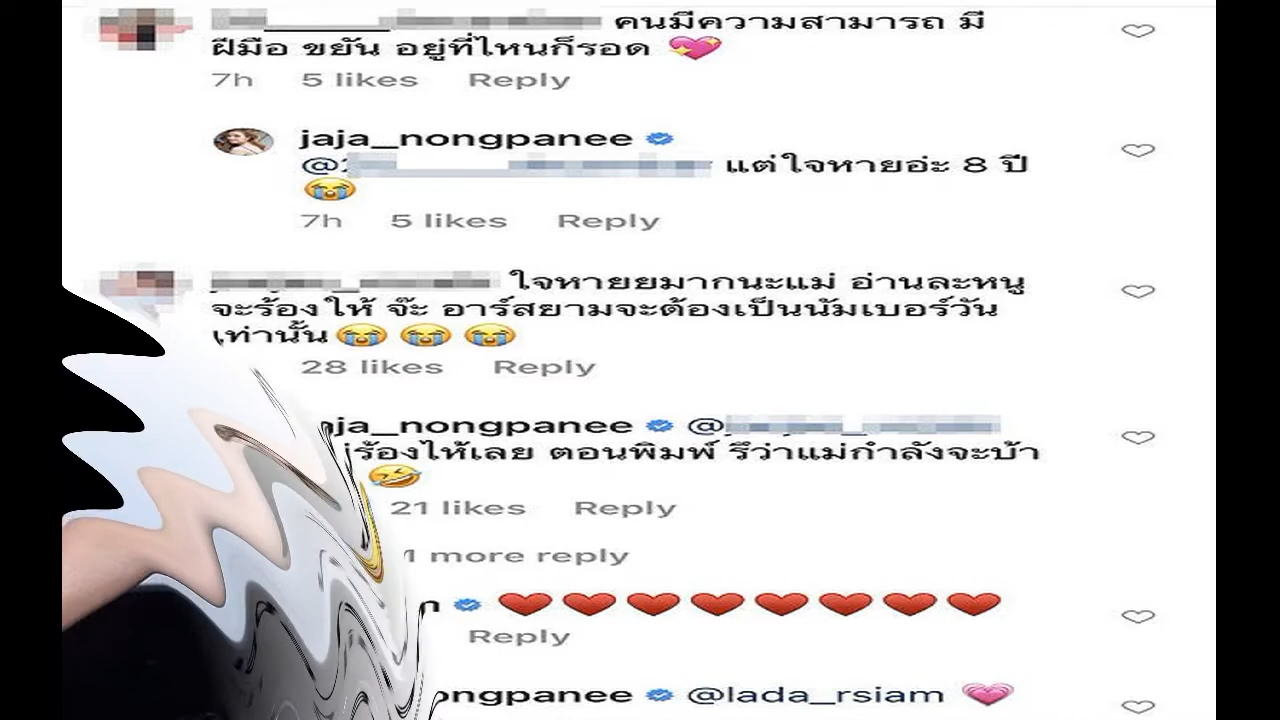 คนมีความสามารถ มี
ฝีมือ ขยัน อยู่ที่ไหนก็รอด 💖
7h 5 likes Reply
jaja_nongpanee
@ แต่ใจหายอ่ะ 8 ปี
😭
7h 5 likes Reply
ใจหายยมากนะแม่ อ่านละหนู
จะร้องให้ จ๊ะ อาร์สยามจะต้องเป็นนัมเบอร์วัน
เท่านั้น 😭 😭 😭
28 likes Reply
aja_nongpanee @
ร้องไห้เลย ตอนพิมพ์ รึว่าแม่กำลังจะบ้า
🤣
21 likes Reply
1 more reply
n ❤️ ❤️ ❤️ ❤️ ❤️ ❤️ ❤️ ❤️
Reply
ongpanee @lada_rsiam 💗